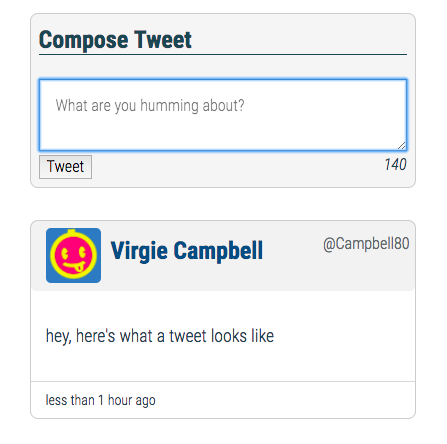 Compose Tweet
What are you humming about?
Tweet
140
Virgie Campbell
@Campbell80
hey, here's what a tweet looks like
less than 1 hour ago